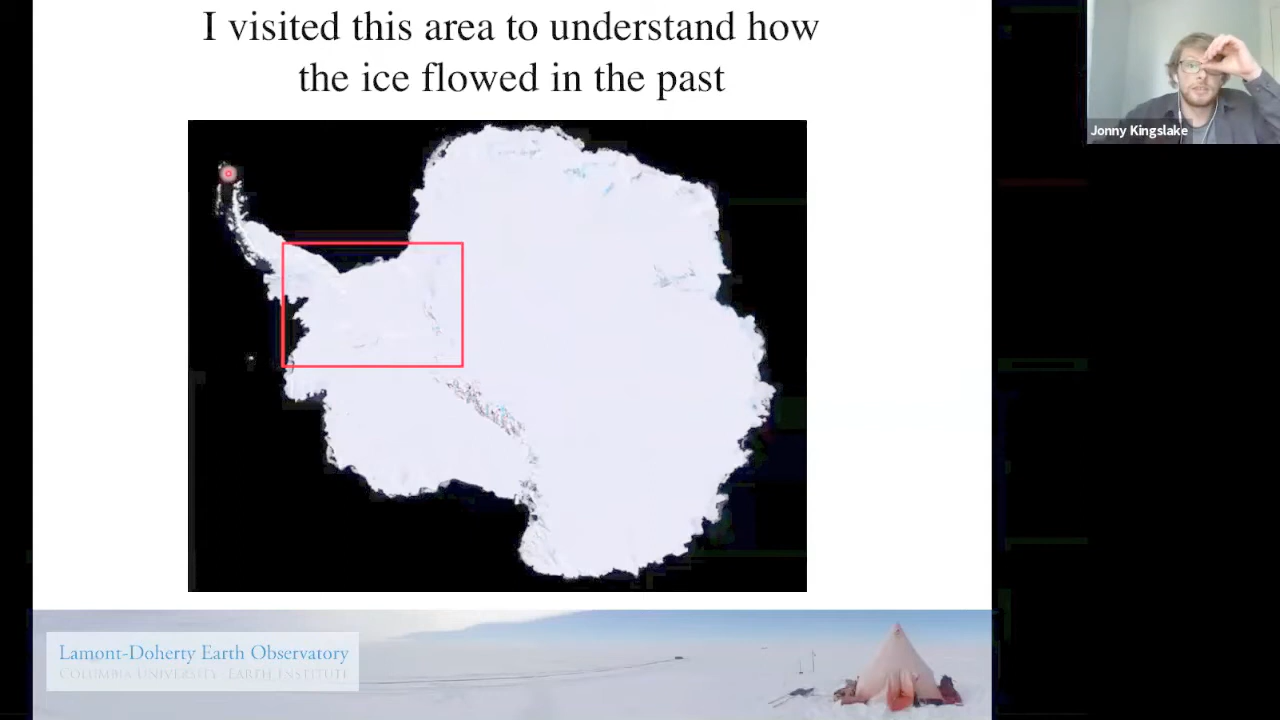 I visited this area to understand how
the ice flowed in the past
Jonny Kingslake
Lamont-Doherty Earth Observatory
COLUMBIA UNIVERSITY EARTH INSTITUTE